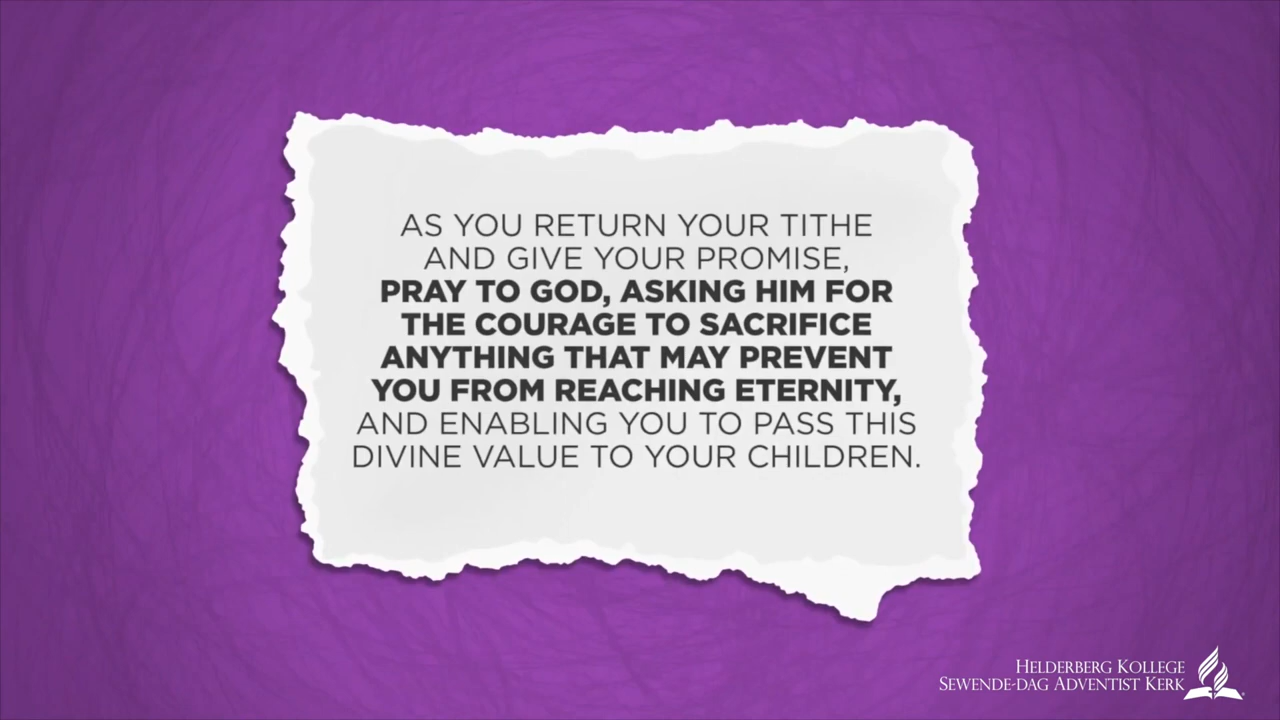 AS YOU RETURN YOUR TITHE
AND GIVE YOUR PROMISE,
PRAY TO GOD, ASKING HIM FOR
THE COURAGE TO SACRIFICE
ANYTHING THAT MAY PREVENT
YOU FROM REACHING ETERNITY,
AND ENABLING YOU TO PASS THIS
DIVINE VALUE TO YOUR CHILDREN.
HELDERBERG KOLLEGE
SEWENDE-DAG ADVENTIST KERK